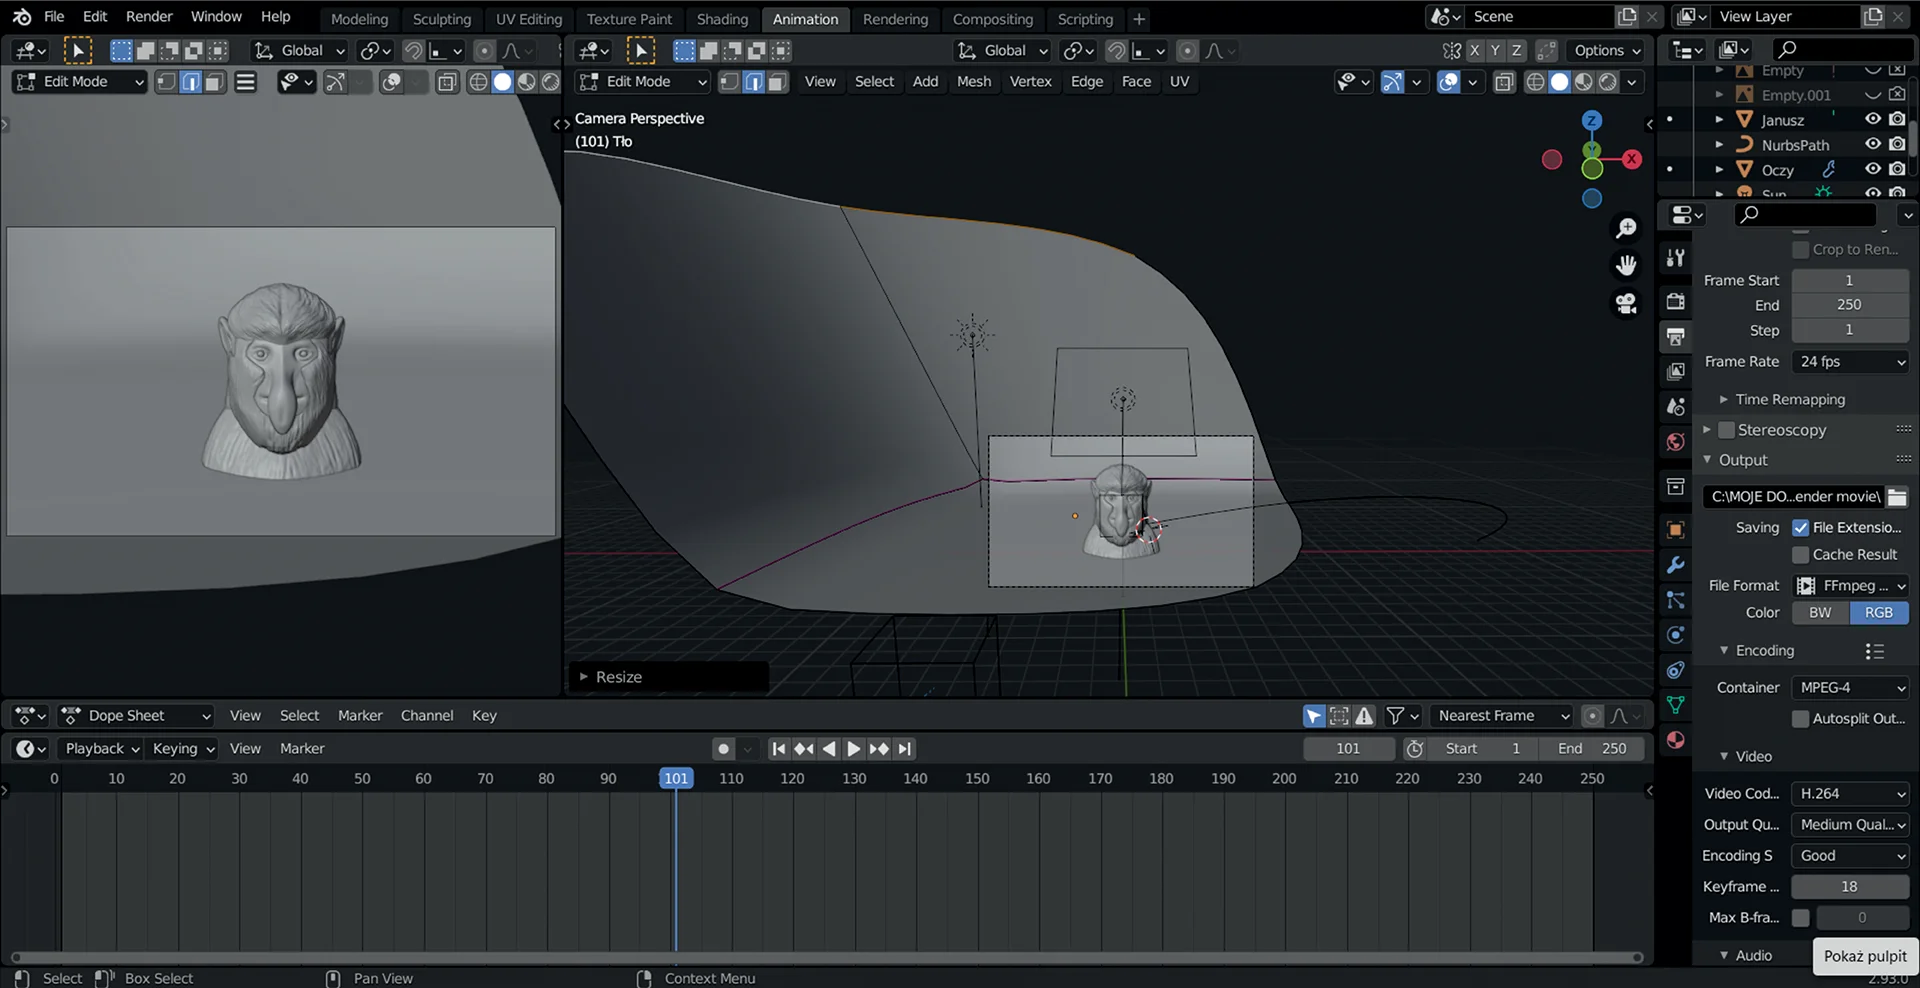 File Edit Render Window Help
Modeling Sculpting UV Editing Texture Paint Shading Animation Rendering Compositing Scripting +
Scene
View Layer
Global
Global
X Y Z
Options
Edit Mode
Edit Mode
View Select Add Mesh Vertex Edge Face UV
Empty
Empty.001
Janusz
NurbsPath
Oczy
Sun
Camera Perspective
(101) Tło
Z
X
Crop to Ren...
Frame Start 1
End 250
Step 1
Frame Rate 24 fps
Time Remapping
Stereoscopy
Output
C:\MOJE DO...ender movie\
Saving File Extensio...
Cache Result
File Format FFmpeg ...
Color BW RGB
Encoding
Container MPEG-4
Autosplit Out...
Video
Video Cod... H.264
Output Qu... Medium Qual...
Encoding S Good
Keyframe ... 18
Max B-fra... 0
Audio
Pokaż pulpit
2.93.0
Resize
Dope Sheet View Select Marker Channel Key
Nearest Frame
Playback Keying View Marker
101 Start 1 End 250
0 10 20 30 40 50 60 70 80 90 101 110 120 130 140 150 160 170 180 190 200 210 220 230 240 250
Select Box Select Pan View Context Menu